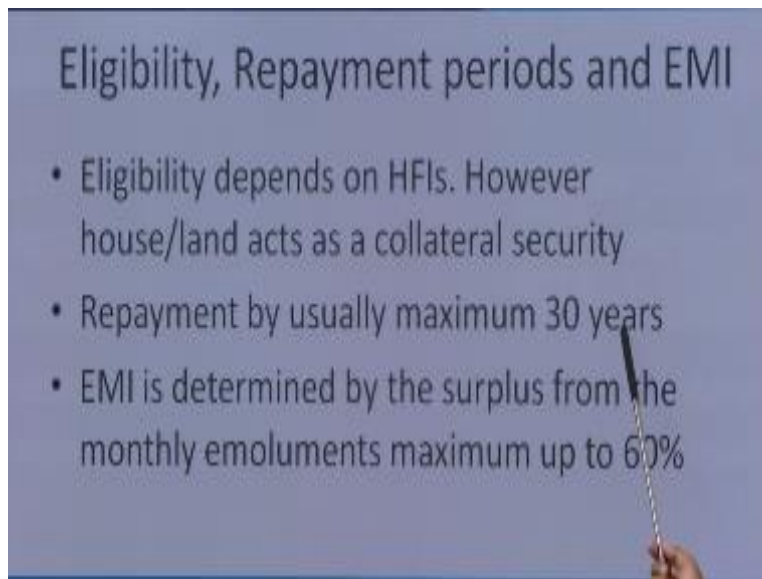 Eligibility, Repayment periods and EMI
• Eligibility depends on HFIs. However
house/land acts as a collateral security
• Repayment by usually maximum 30 years
• EMI is determined by the surplus from the
monthly emoluments maximum up to 60%